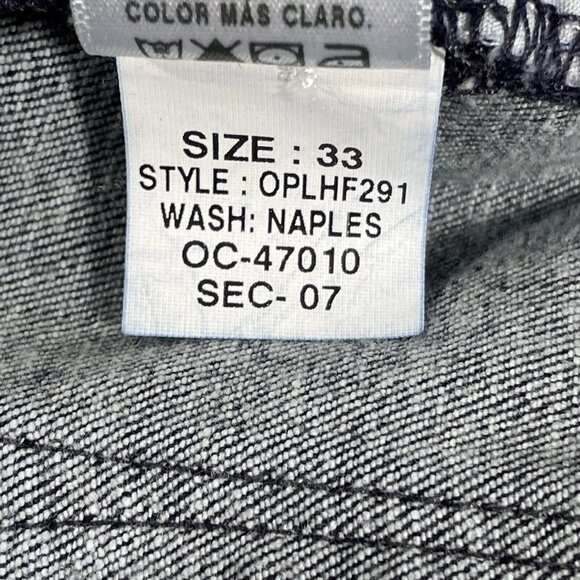 COLOR MÁS CLARO.
SIZE : 33
STYLE : OPLHF291
WASH: NAPLES
OC-47010
SEC- 07